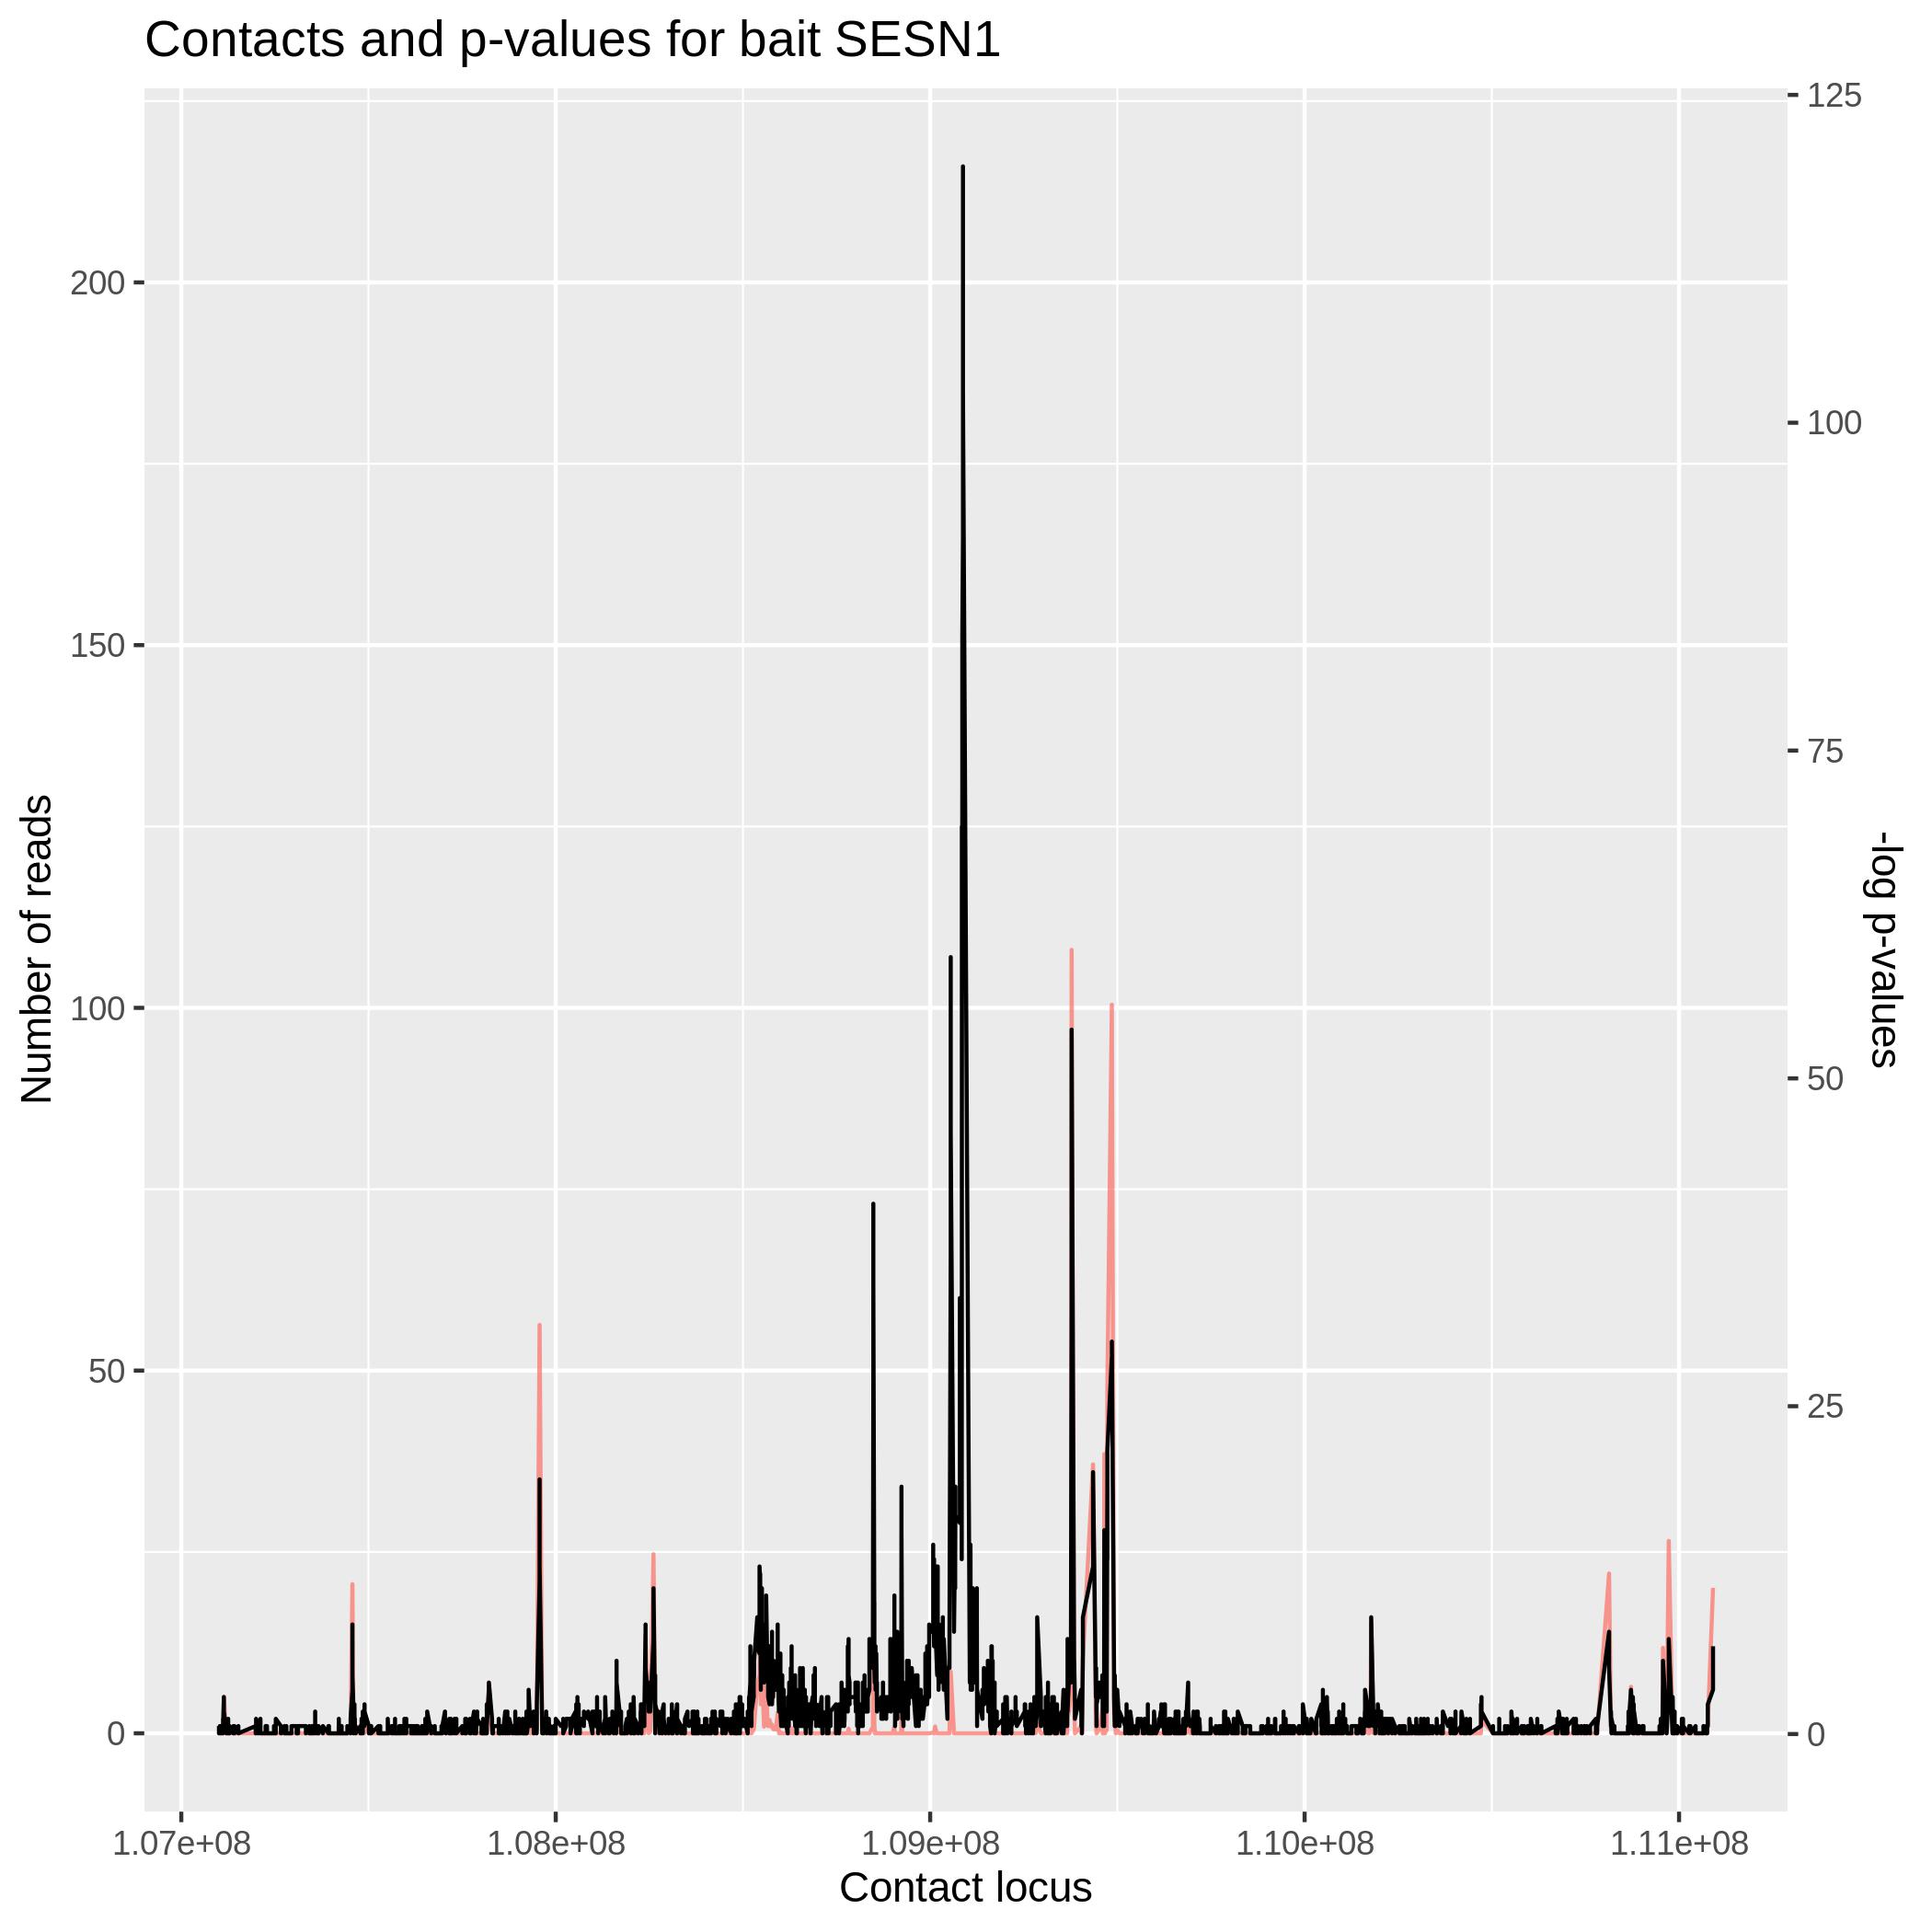 Contacts and p-values for bait SESN1
125
200
100
150
75
Number of reads
-log p-values
100
50
50
25
0
0
1.07e+08
1.08e+08
1.09e+08
1.10e+08
1.11e+08
Contact locus